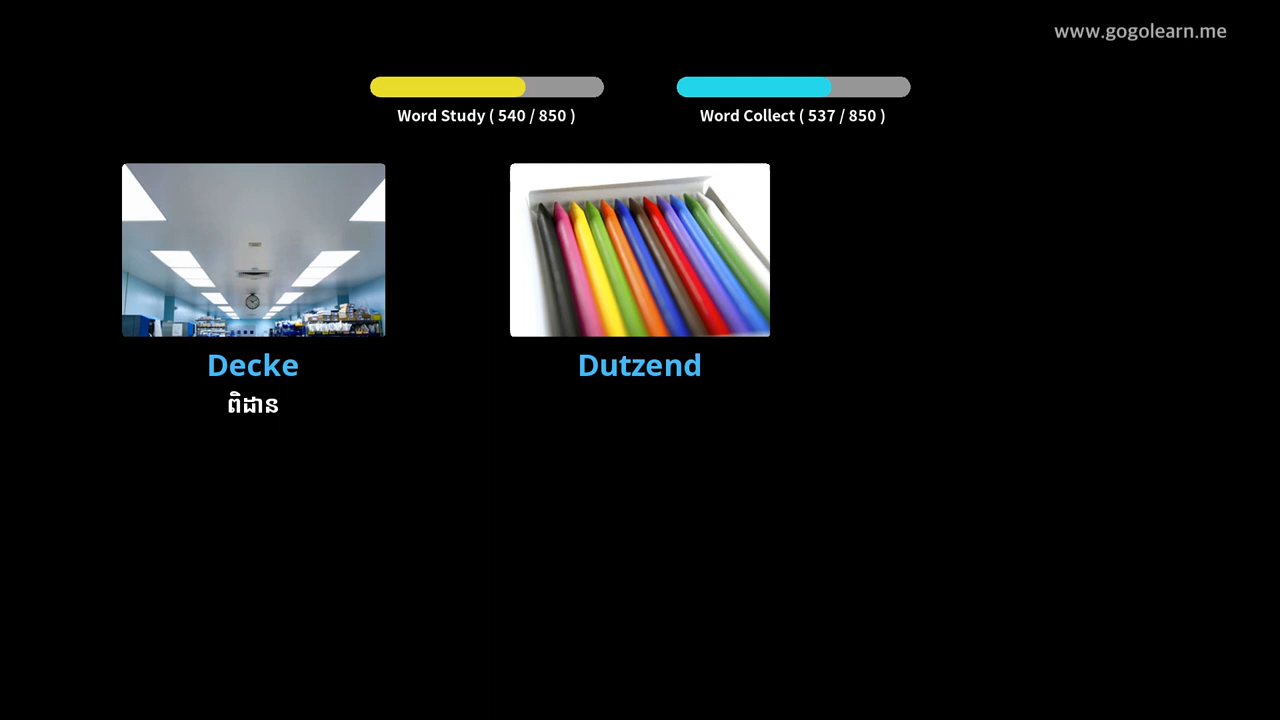 www.gogolearn.me
Word Study ( 540 / 850 )
Word Collect ( 537 / 850 )
Decke
ពិដាន
Dutzend